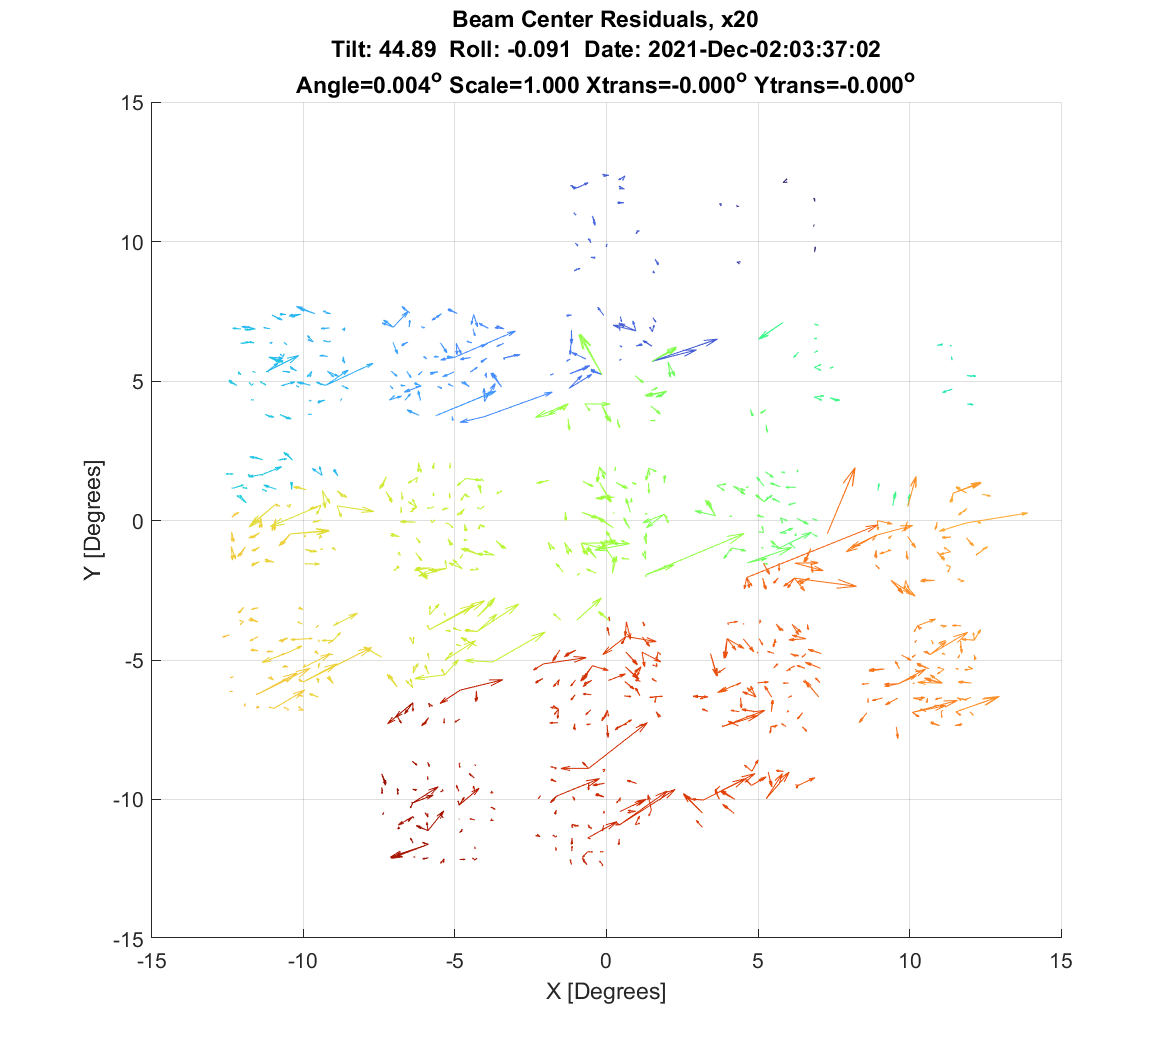 Beam Center Residuals, x20
Tilt: 44.89 Roll: -0.091 Date: 2021-Dec-02:03:37:02
Angle=0.004° Scale=1.000 Xtrans=-0.000° Ytrans=-0.000°
15
10
5
0
-5
-10
-15
Y [Degrees]
-15 -10 -5 0 5 10 15
X [Degrees]